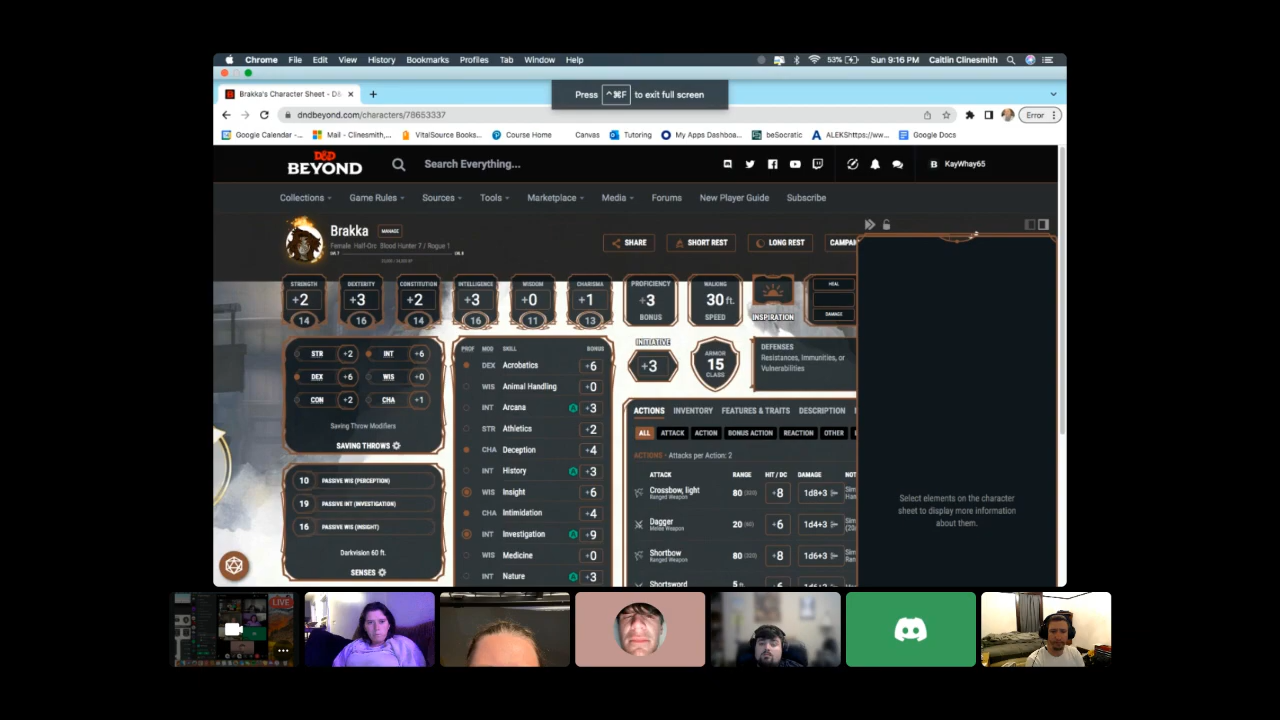 Chrome File Edit View History Bookmarks Profiles Tab Window Help 53% Sun 9:16 PM Caitlin Clinesmith
Brakka's Character Sheet - D&
Press ^⌘F to exit full screen
dndbeyond.com/characters/78653337 Error
Google Calendar -... Mail - Clinesmith,... VitalSource Books... Course Home Canvas Tutoring My Apps Dashboa... beSocratic ALEKShttps://ww... Google Docs
D&D BEYOND Search Everything... KayWhay65
Collections Game Rules Sources Tools Marketplace Media Forums New Player Guide Subscribe
Brakka MANAGE
Female Half-Orc Blood Hunter 7 / Rogue 1
LVL 7 LVL 8
SHARE SHORT REST LONG REST CAMPAI
STRENGTH DEXTERITY CONSTITUTION INTELLIGENCE WISDOM CHARISMA PROFICIENCY WALKING HEAL
+2 +3 +2 +3 +0 +1 +3 30 ft.
14 16 14 16 11 13 BONUS SPEED INSPIRATION DAMAGE
STR +2 INT +6
DEX +6 WIS +0
CON +2 CHA +1
Saving Throw Modifiers
SAVING THROWS
10 PASSIVE WIS (PERCEPTION)
19 PASSIVE INT (INVESTIGATION)
16 PASSIVE WIS (INSIGHT)
Darkvision 60 ft.
SENSES
PROF MOD SKILL BONUS
DEX Acrobatics +6
WIS Animal Handling +0
INT Arcana +3
STR Athletics +2
CHA Deception +4
INT History +3
WIS Insight +6
CHA Intimidation +4
INT Investigation +9
WIS Medicine +0
INT Nature +3
INITIATIVE
+3
ARMOR
15
CLASS
DEFENSES
Resistances, Immunities, or
Vulnerabilities
ACTIONS INVENTORY FEATURES & TRAITS DESCRIPTION
ALL ATTACK ACTION BONUS ACTION REACTION OTHER
ACTIONS • Attacks per Action: 2
ATTACK RANGE HIT / DC DAMAGE NOT
Crossbow, light 80 (320) +8 1d8+3
Ranged Weapon
Dagger 20 (60) +6 1d4+3
Melee Weapon
Shortbow 80 (320) +8 1d6+3
Ranged Weapon
Shortsword 5 ft.
Select elements on the character
sheet to display more information
about them.
LIVE